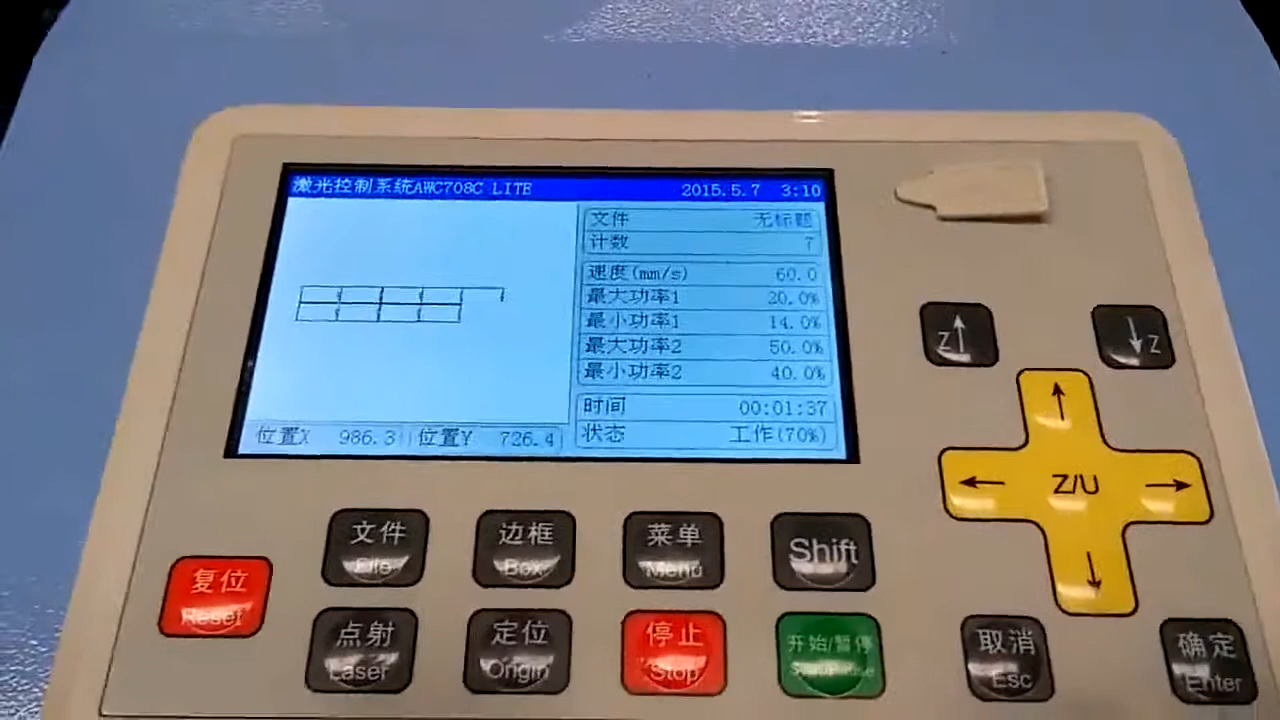 激光控制系统AWC708C LITE 2015.5.7 3:10
文件 无标题
计数 7
速度(mm/s) 60.0
最大功率1 20.0%
最小功率1 14.0%
最大功率2 50.0%
最小功率2 40.0%
时间 00:01:37
状态 工作(70%)
位置X 986.3 位置Y 726.4
Z
Z
Z/U
文件
File
边框
Box
菜单
Menu
Shift
复位
Reset
点射
Laser
定位
Origin
停止
Stop
开始/暂停
取消
Esc
确定
Enter